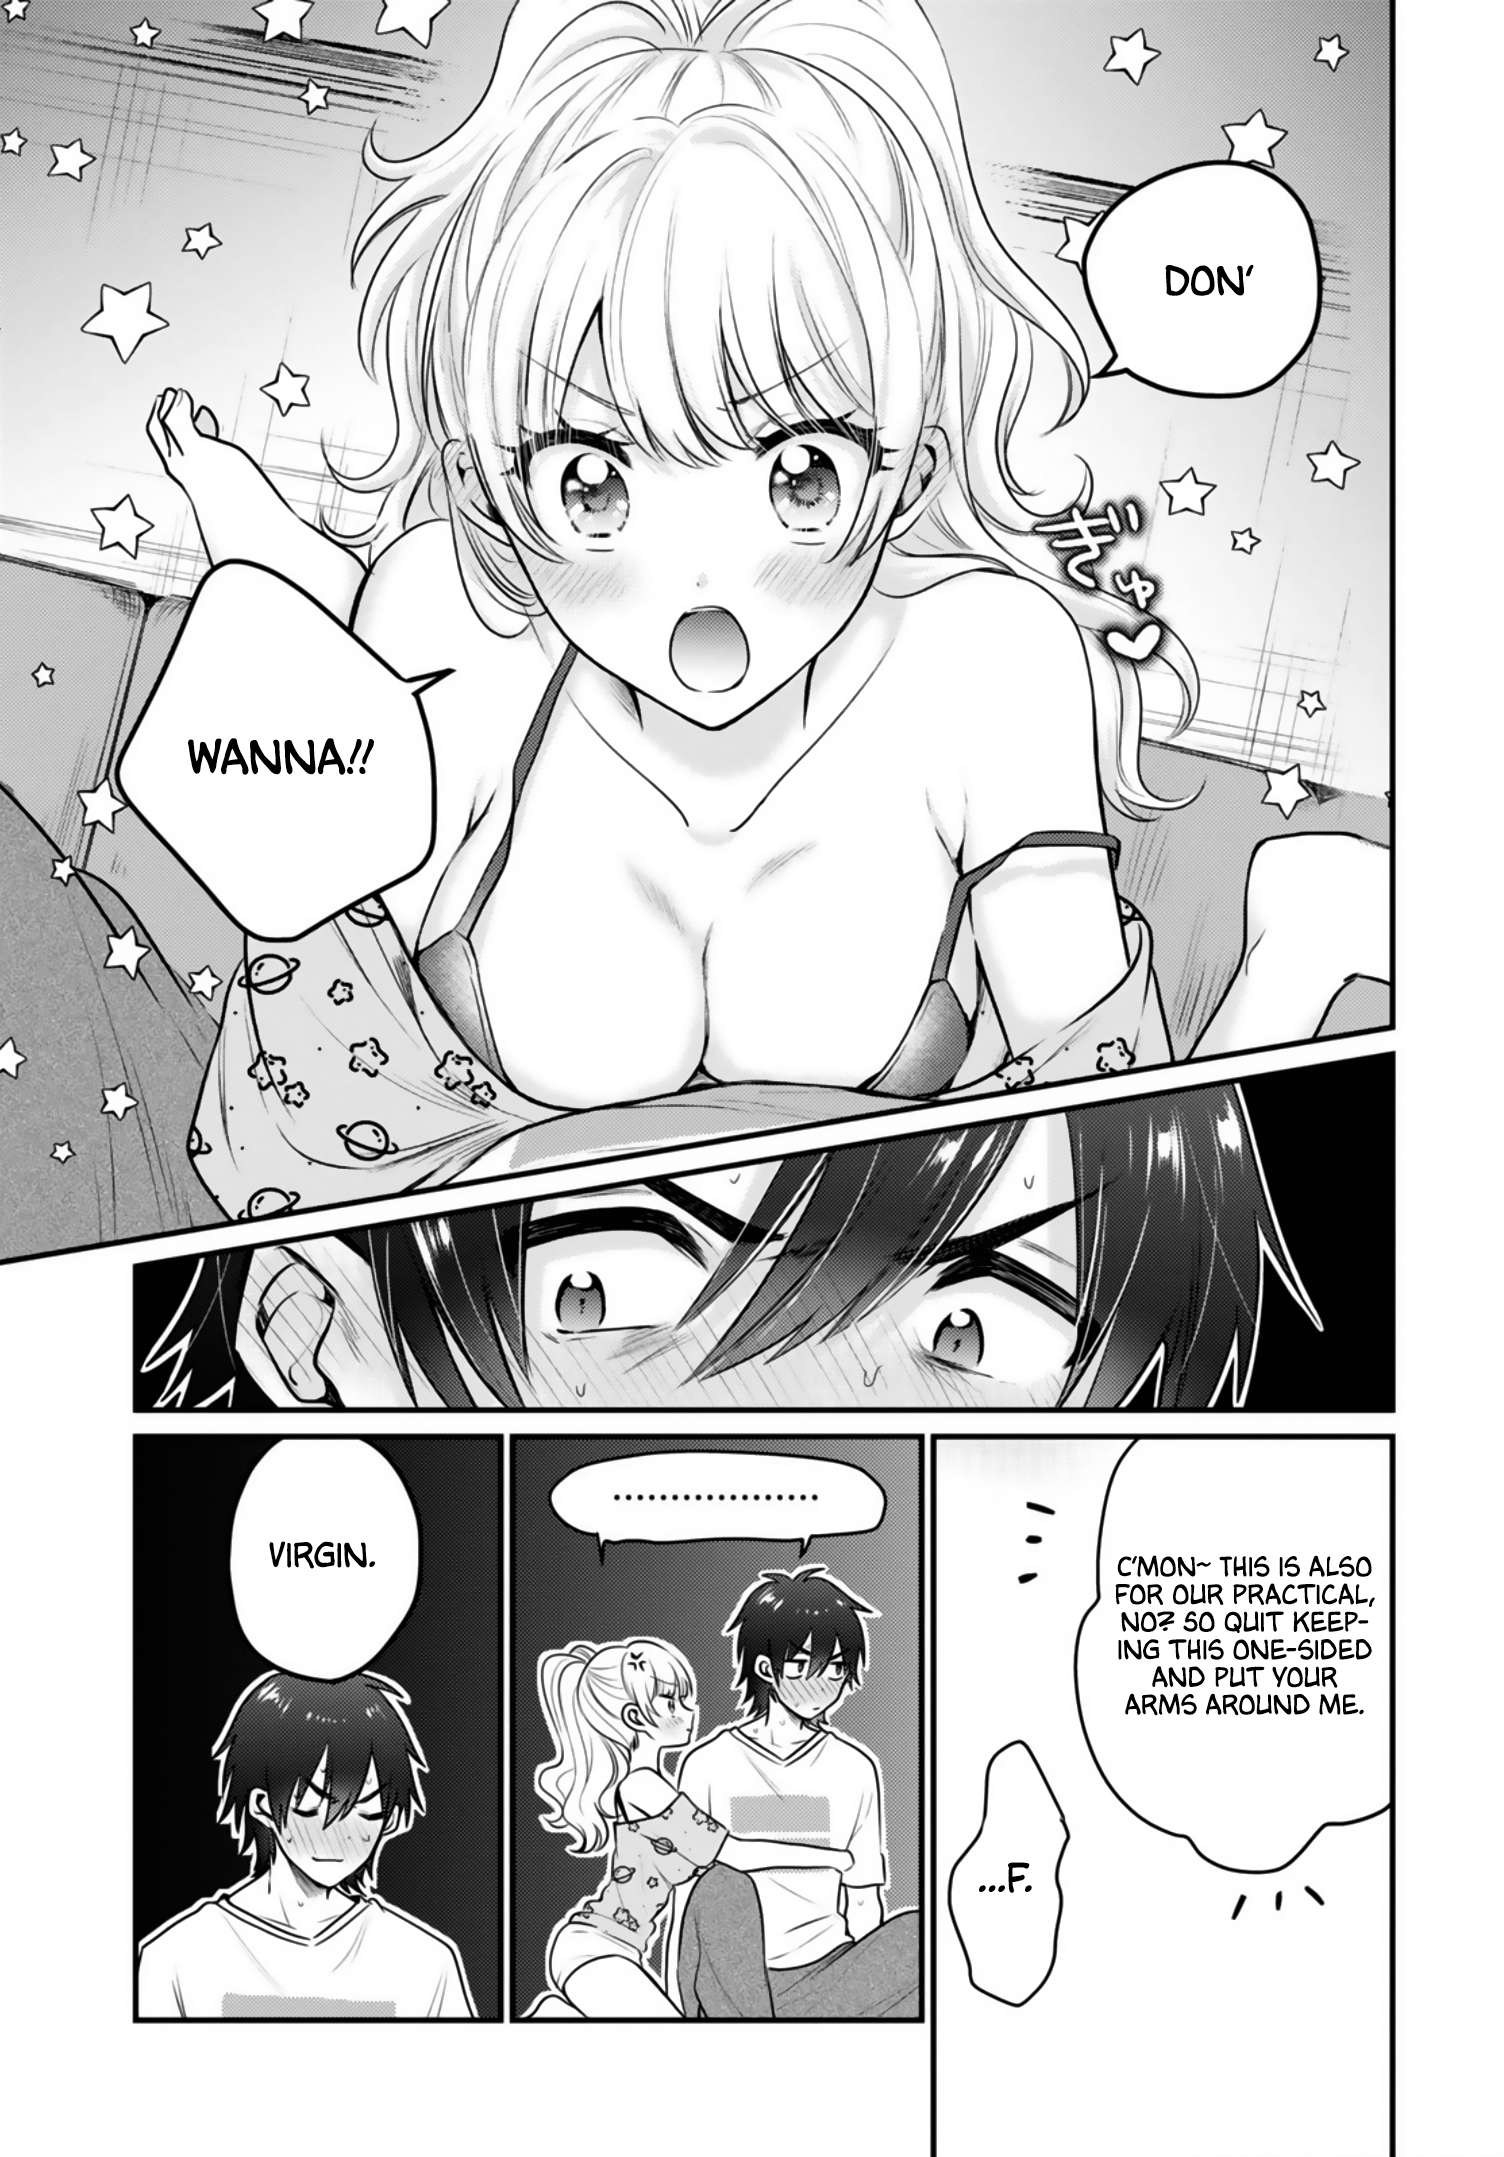 DON'
ぎゅ
WANNA!!
C'MON~ THIS IS ALSO
FOR OUR PRACTICAL,
NO? SO QUIT KEEP-
ING THIS ONE-SIDED
AND PUT YOUR
ARMS AROUND ME.
...F.
..................
VIRGIN.